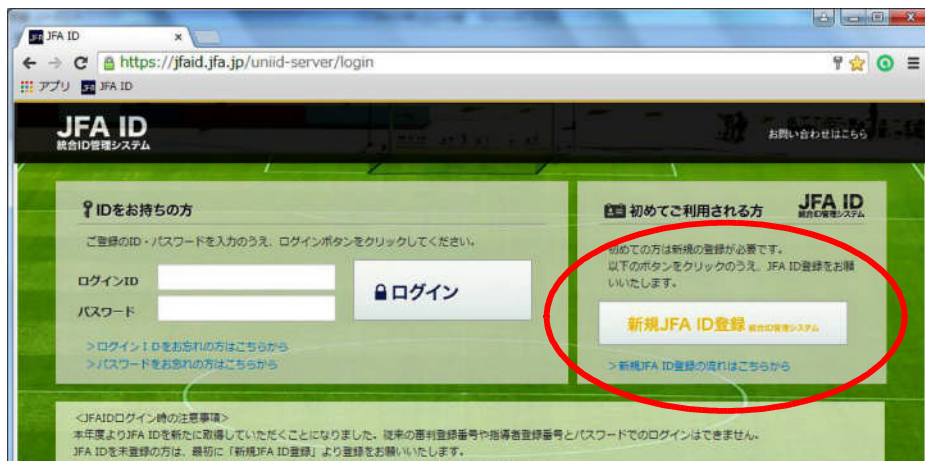 JFA ID
https://jfaid.jfa.jp/uniid-server/login
アプリ JFA ID
JFA ID
統合ID管理システム
お問い合わせはこちら
IDをお持ちの方
ご登録のID・パスワードを入力のうえ、ログインボタンをクリックしてください。
ログインID
パスワード
ログイン
>ログインIDをお忘れの方はこちらから
>パスワードをお忘れの方はこちらから
初めてご利用される方
JFA ID
統合ID管理システム
初めての方は新規の登録が必要です。
以下のボタンをクリックのうえ、JFA ID登録をお願
いいたします。
新規JFA ID登録 統合ID管理システム
>新規JFA ID登録の流れはこちらから
<JFAIDログイン時の注意事項>
本年度よりJFA IDを新たに取得していただくことになりました。従来の審判登録番号や指導者登録番号とパスワードでのログインはできません。
JFA IDを未登録の方は、最初に「新規JFA ID登録」より登録をお願いいたします。